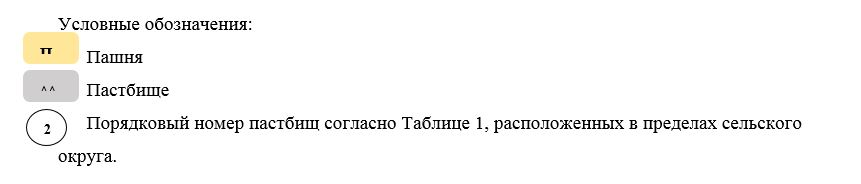 Условные обозначения:
п Пашня
^ ^ Пастбище
2 Порядковый номер пастбищ согласно Таблице 1, расположенных в пределах сельского
округа.